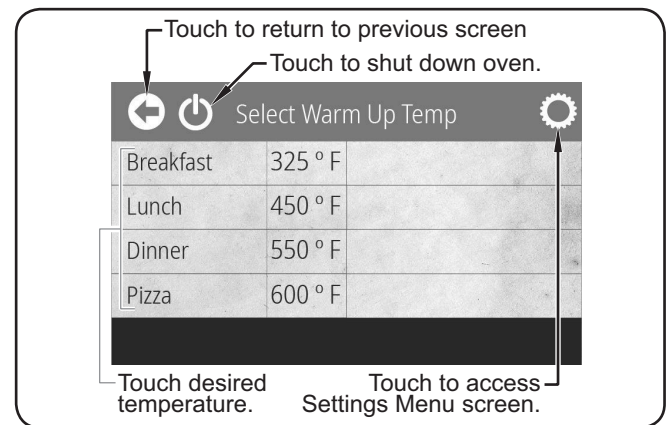 Touch to return to previous screen
Touch to shut down oven.
Select Warm Up Temp
Breakfast 325 º F
Lunch 450 º F
Dinner 550 º F
Pizza 600 º F
Touch desired
temperature.
Touch to access
Settings Menu screen.